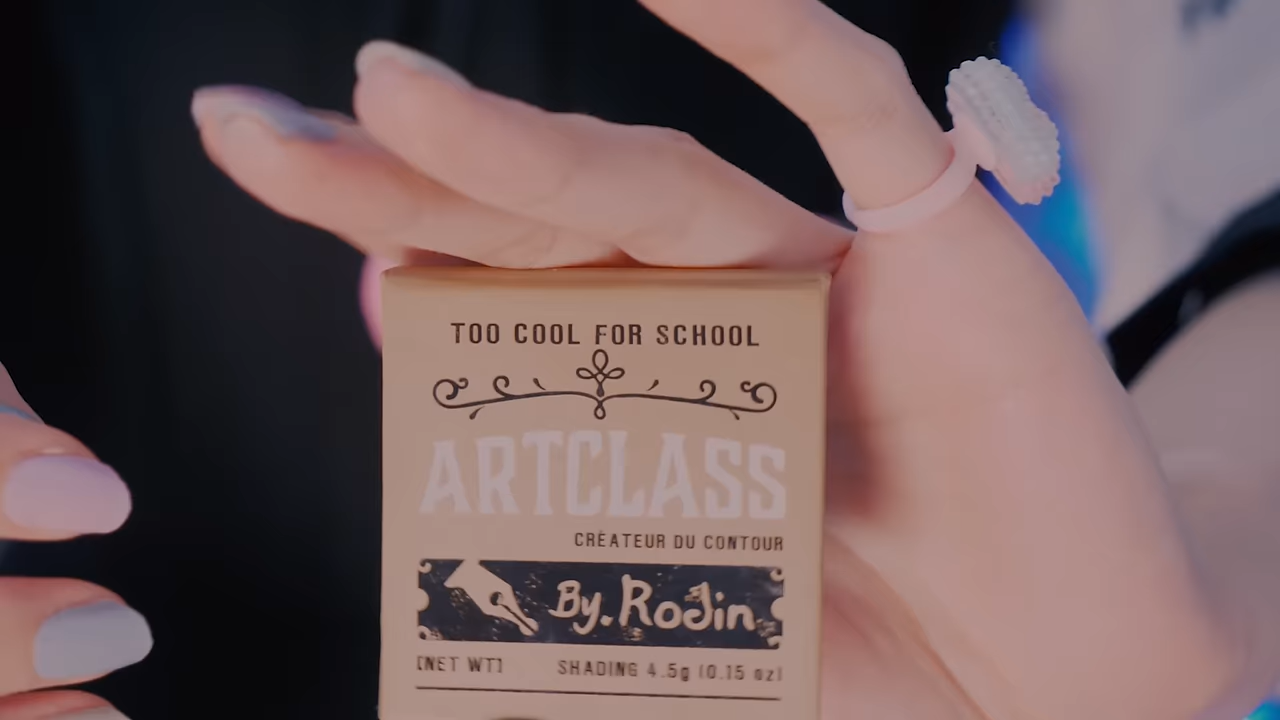 TOO COOL FOR SCHOOL
ARTCLASS
CRÉATEUR DU CONTOUR
By. Rodin
[NET WT] SHADING 4.5g (0.15 oz)